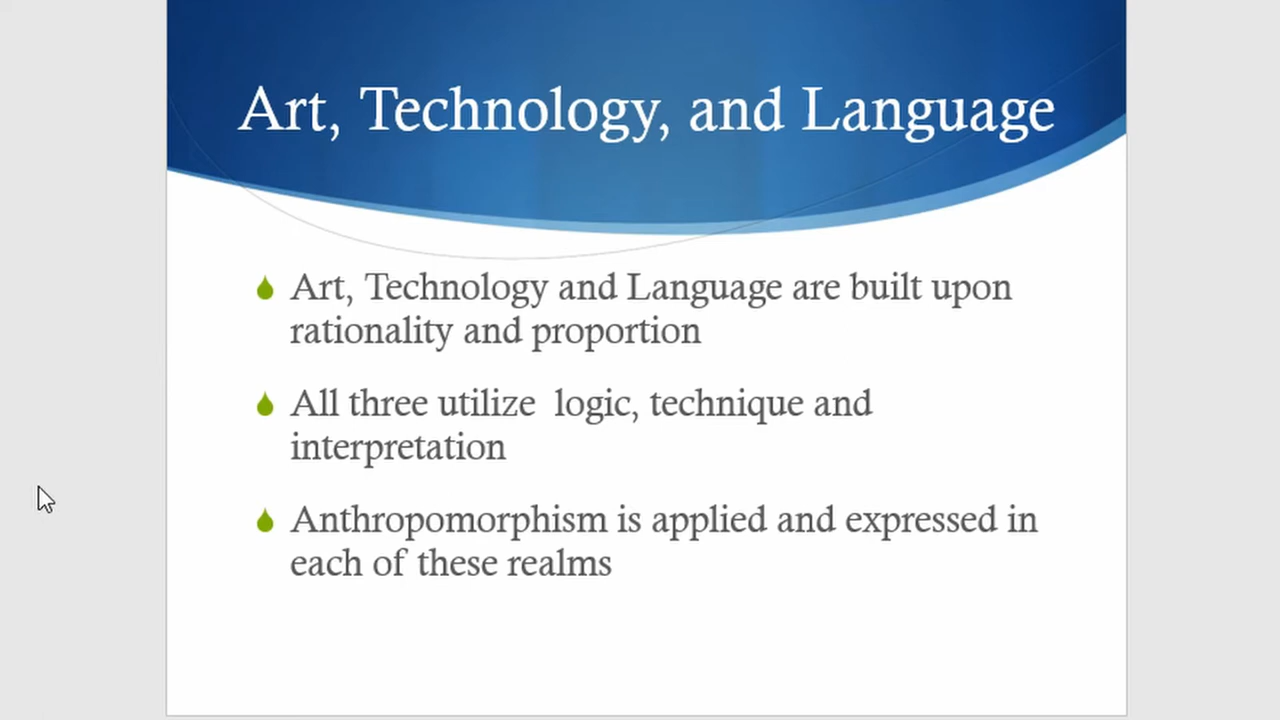 Art, Technology, and Language
Art, Technology and Language are built upon
rationality and proportion
All three utilize  logic, technique and
interpretation
Anthropomorphism is applied and expressed in
each of these realms